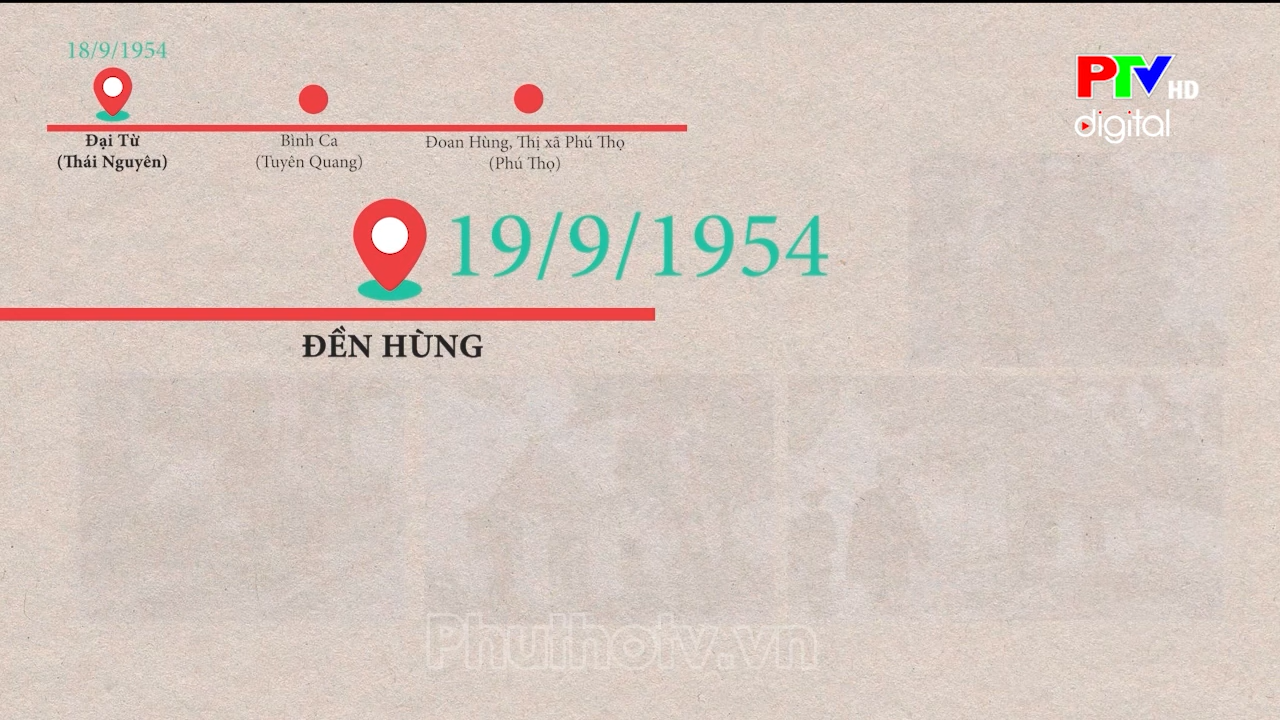 18/9/1954
Đại Từ
(Thái Nguyên)
Bình Ca
(Tuyên Quang)
Đoan Hùng, Thị xã Phú Thọ
(Phú Thọ)
PTV HD
digital
19/9/1954
ĐỀN HÙNG
Phuthotv.vn